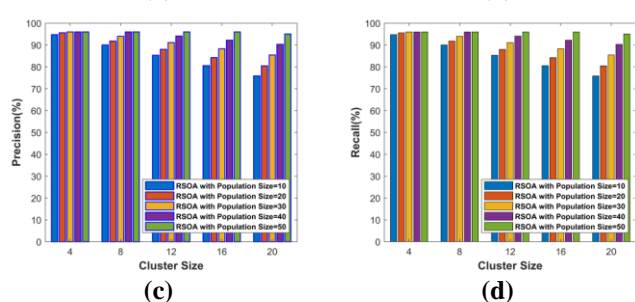 100
90
80
70
60
50
40
30
20
10
0
Precision(%)
RSOA with Population Size=10
RSOA with Population Size=20
RSOA with Population Size=30
RSOA with Population Size=40
RSOA with Population Size=50
4 8 12 16 20
Cluster Size
(c)
100
90
80
70
60
50
40
30
20
10
0
Recall(%)
RSOA with Population Size=10
RSOA with Population Size=20
RSOA with Population Size=30
RSOA with Population Size=40
RSOA with Population Size=50
4 8 12 16 20
Cluster Size
(d)